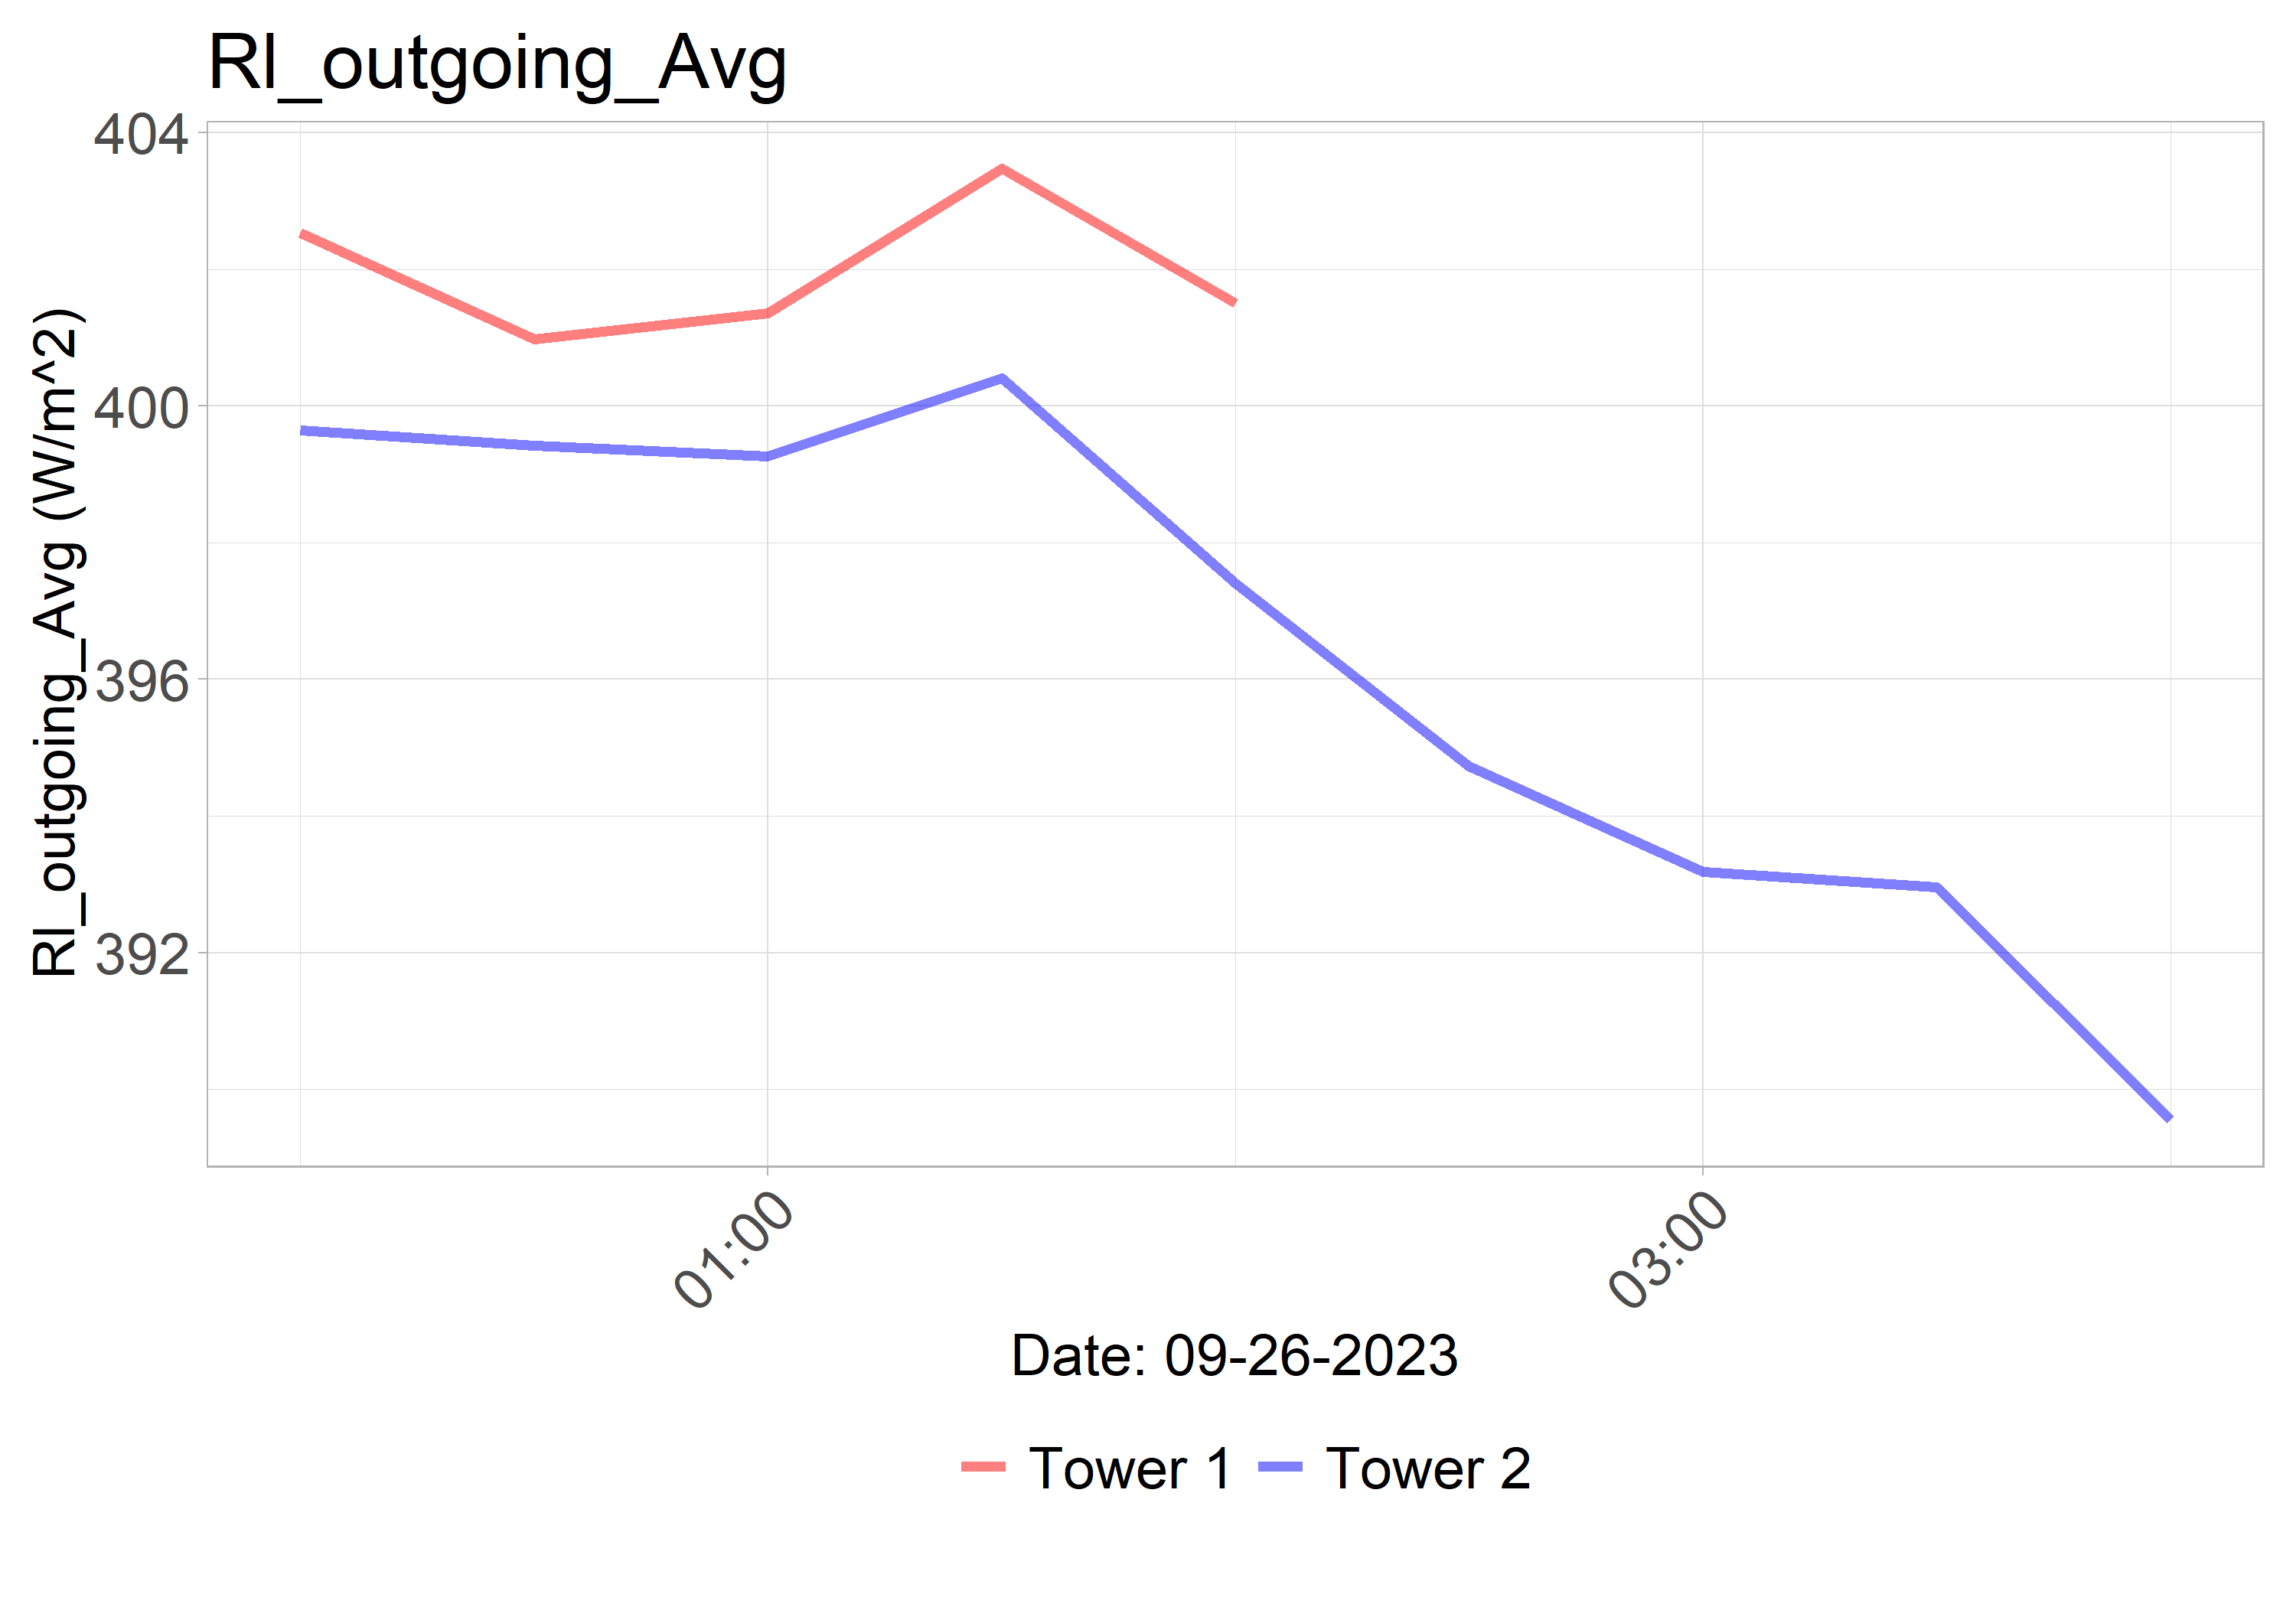 Rl_outgoing_Avg
Rl_outgoing_Avg (W/m^2)
404
400
396
392
01:00
03:00
Date: 09-26-2023
Tower 1
Tower 2